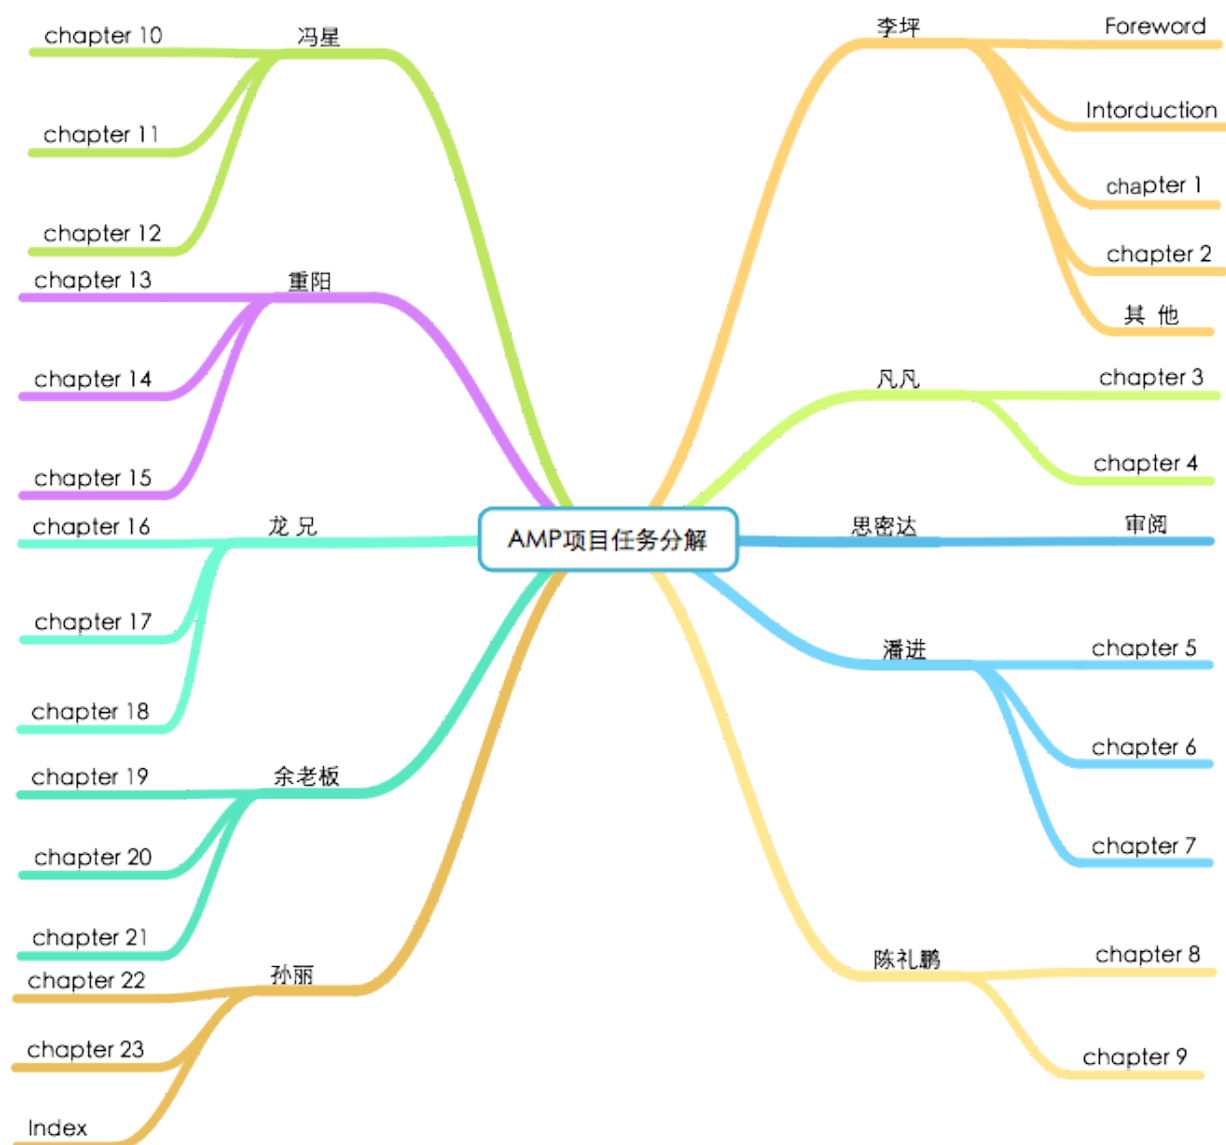 AMP项目任务分解
李坪
Foreword
Intorduction
chapter 1
chapter 2
其 他
凡凡
chapter 3
chapter 4
思密达
审阅
潘进
chapter 5
chapter 6
chapter 7
陈礼鹏
chapter 8
chapter 9
冯星
chapter 10
chapter 11
chapter 12
重阳
chapter 13
chapter 14
chapter 15
龙 兄
chapter 16
chapter 17
chapter 18
余老板
chapter 19
chapter 20
chapter 21
孙丽
chapter 22
chapter 23
Index